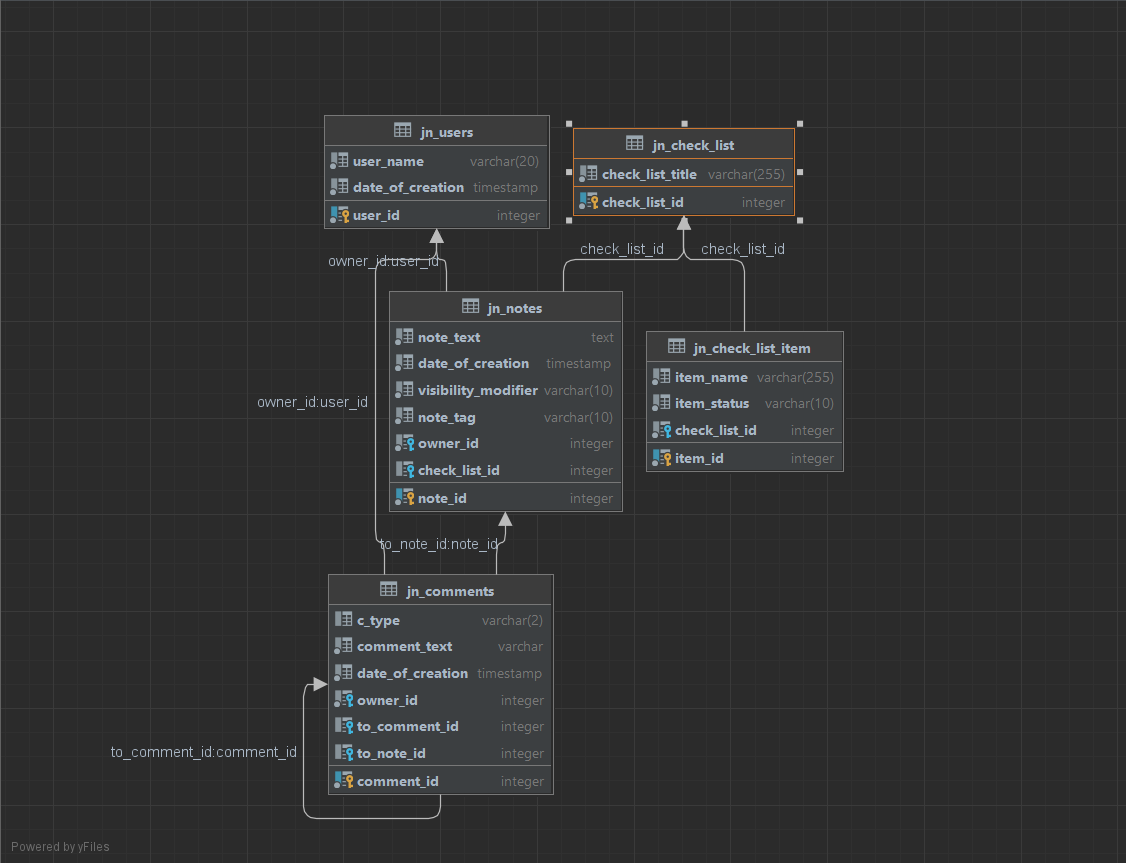 jn_users
user_name varchar(20)
date_of_creation timestamp
user_id integer
jn_check_list
check_list_title varchar(255)
check_list_id integer
owner_id:user_id
check_list_id
check_list_id
jn_notes
note_text text
date_of_creation timestamp
visibility_modifier varchar(10)
note_tag varchar(10)
owner_id integer
check_list_id integer
note_id integer
jn_check_list_item
item_name varchar(255)
item_status varchar(10)
check_list_id integer
item_id integer
owner_id:user_id
to_note_id:note_id
jn_comments
c_type varchar(2)
comment_text varchar
date_of_creation timestamp
owner_id integer
to_comment_id integer
to_note_id integer
comment_id integer
to_comment_id:comment_id
Powered by yFiles